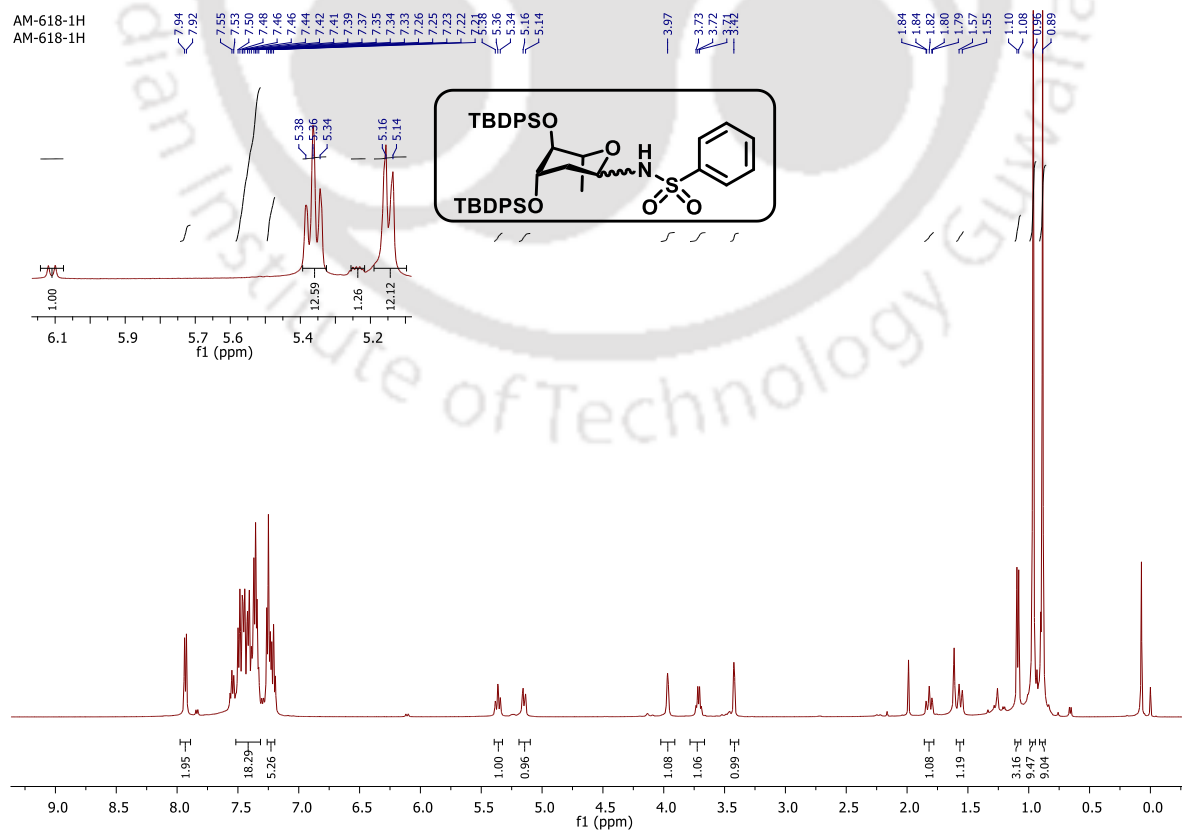 AM-618-1H
AM-618-1H
7.94 7.92 7.55 7.53 7.50 7.48 7.46 7.46 7.44 7.42 7.41 7.39 7.37 7.35 7.34 7.33 7.26 7.25 7.23 7.22 7.21 5.38 5.36 5.34 5.16 5.14 3.97 3.73 3.72 3.71 3.42 1.84 1.84 1.82 1.80 1.79 1.57 1.55 1.10 1.08 0.96 0.89
5.38 5.36 5.34 5.16 5.14
1.00 12.59 1.26 12.12
6.1 5.9 5.7 5.6 5.4 5.2
f1 (ppm)
TBDPSO
O
H
N
S
O O
TBDPSO
dian Institute of Technology Guwaha
1.95 18.29 5.26 1.00 0.96 1.08 1.06 0.99 1.08 1.19 3.16 9.47 9.04
9.0 8.5 8.0 7.5 7.0 6.5 6.0 5.5 5.0 4.5 4.0 3.5 3.0 2.5 2.0 1.5 1.0 0.5 0.0
f1 (ppm)